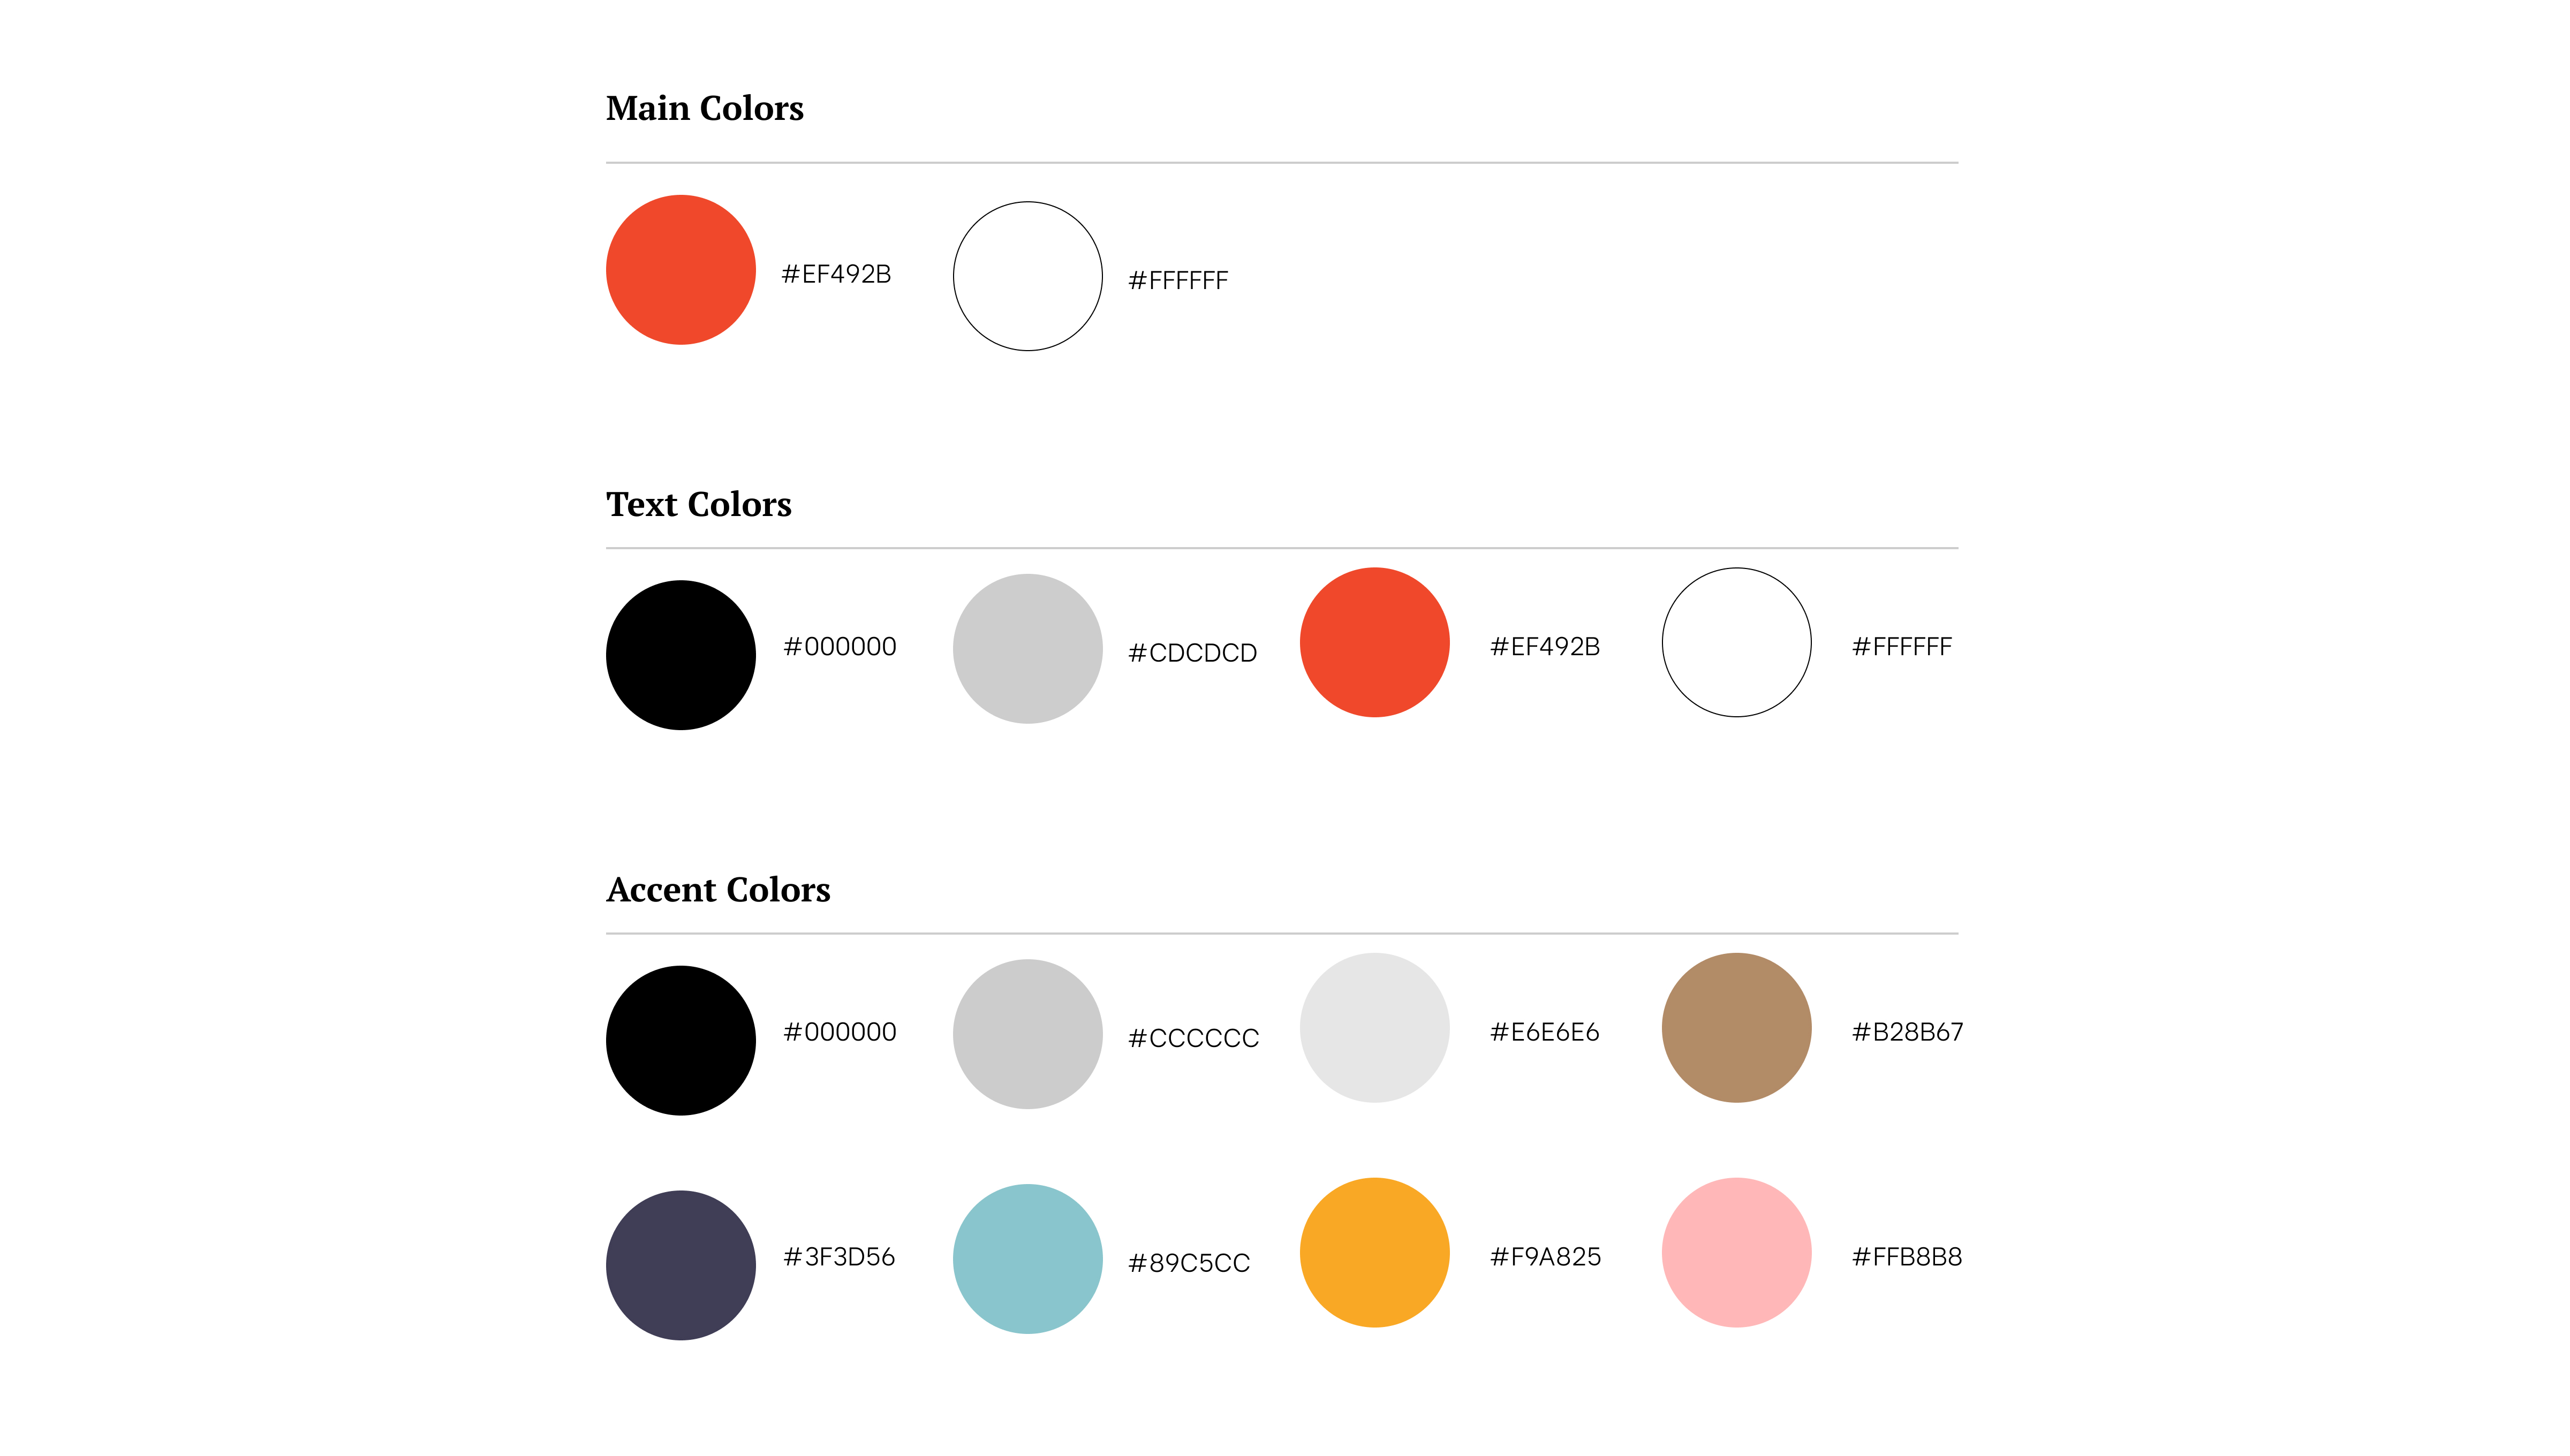 Main Colors
#EF492B
#FFFFFF
Text Colors
#000000
#CDCDCD
#EF492B
#FFFFFF
Accent Colors
#000000
#CCCCCC
#E6E6E6
#B28B67
#3F3D56
#89C5CC
#F9A825
#FFB8B8